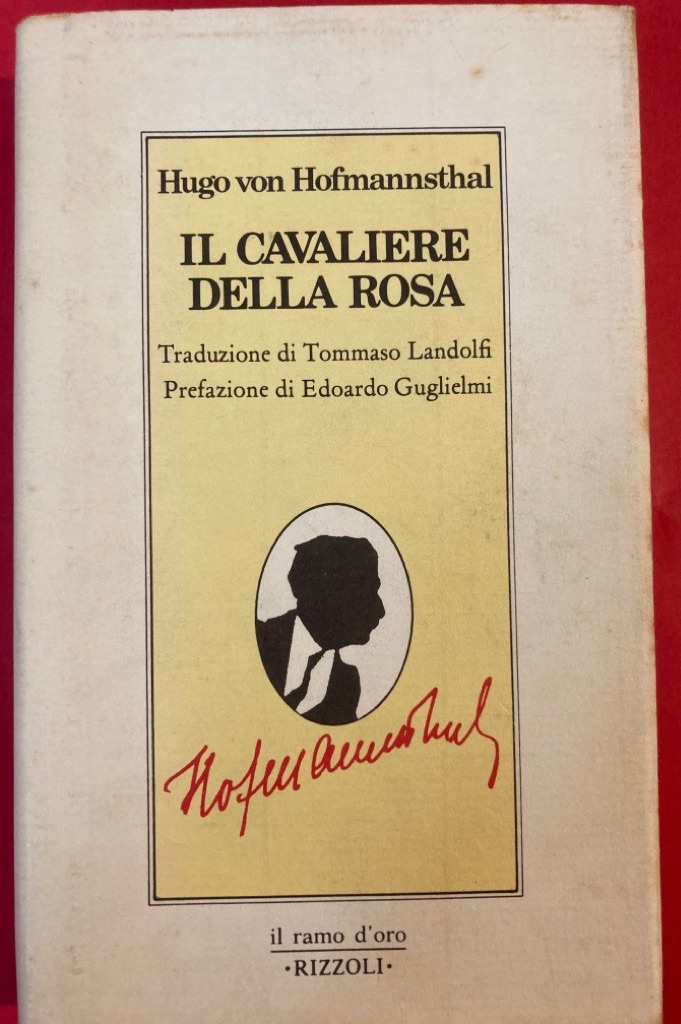 Hugo von Hofmannsthal
IL CAVALIERE
DELLA ROSA
Traduzione di Tommaso Landolfi
Prefazione di Edoardo Guglielmi
Hofmannsthal
il ramo d'oro
·RIZZOLI·